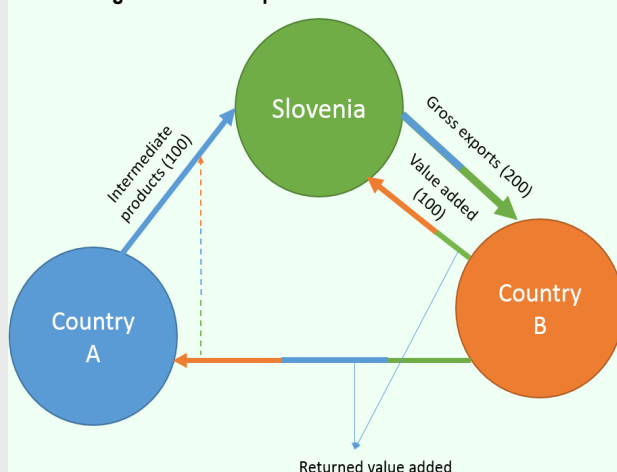 Slovenia
Intermediate
products (100)
Gross exports (200)
Value added
(100)
Country
A
Country
B
Returned value added